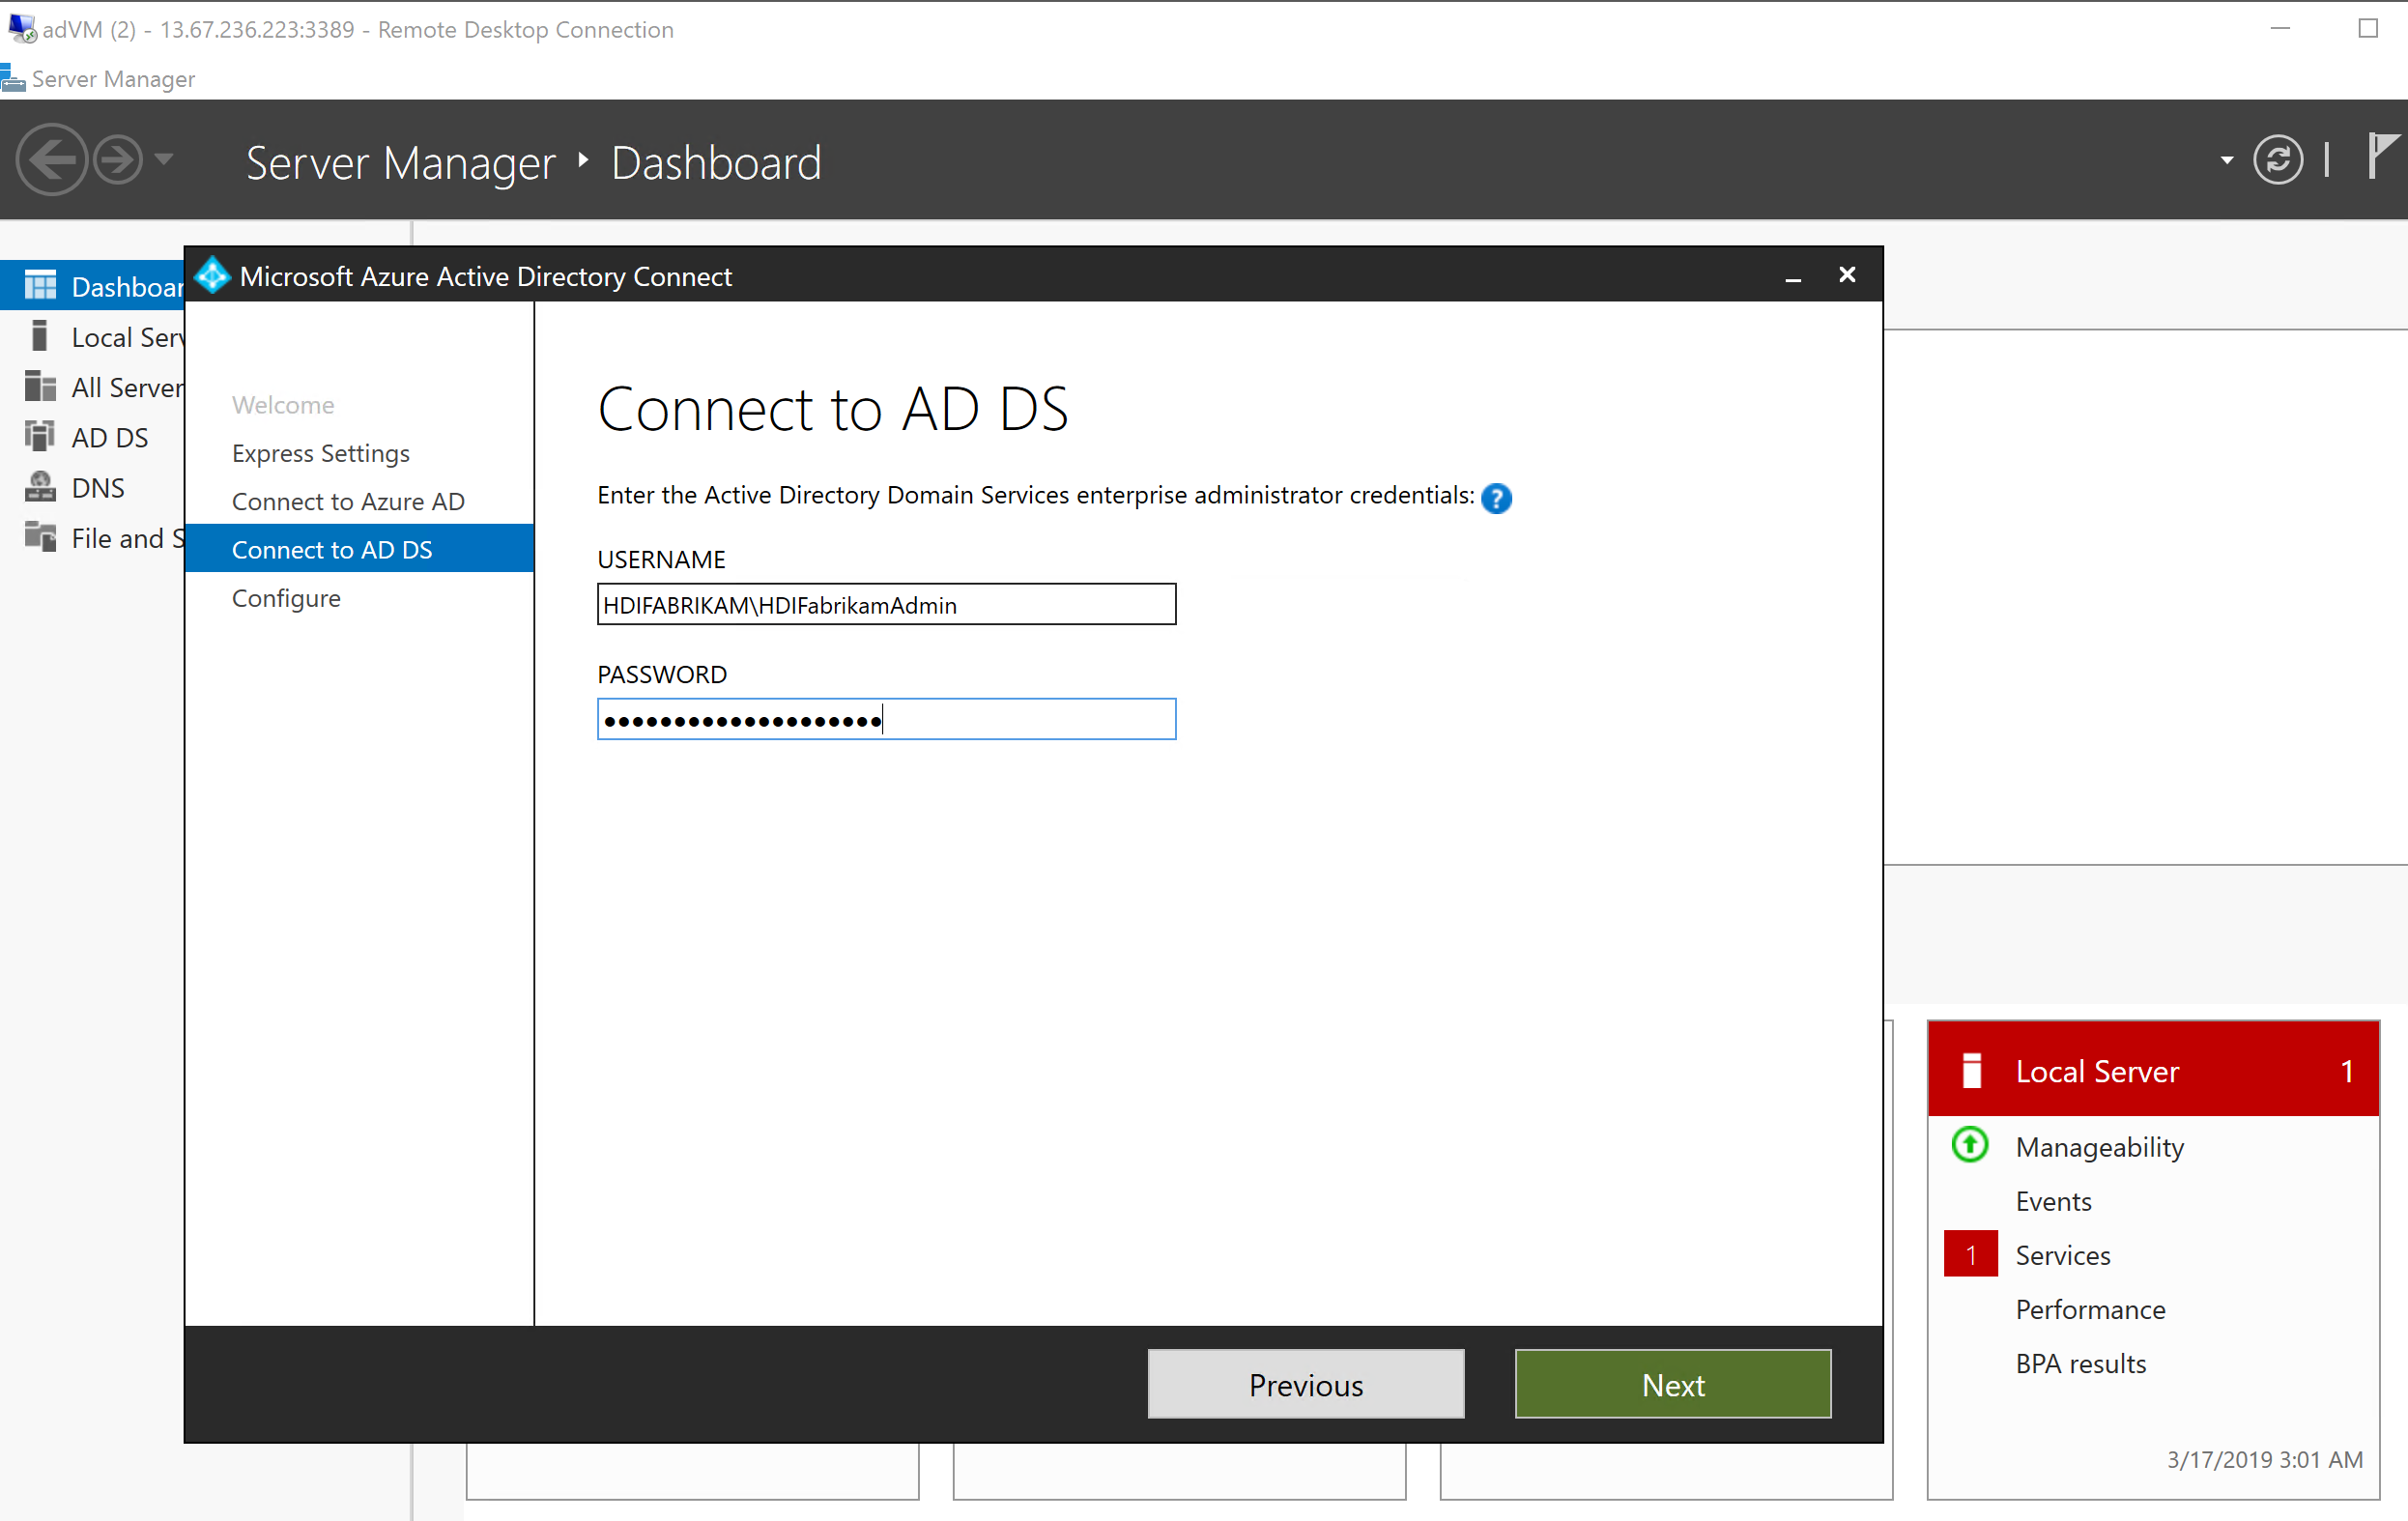 adVM (2) - 13.67.236.223:3389 - Remote Desktop Connection
Server Manager
Server Manager ‣ Dashboard
Dashboar
Local Serv
All Server
AD DS
DNS
File and S
Microsoft Azure Active Directory Connect
Welcome
Express Settings
Connect to Azure AD
Connect to AD DS
Configure
Connect to AD DS
Enter the Active Directory Domain Services enterprise administrator credentials: ?
USERNAME
HDIFABRIKAM\HDIFabrikamAdmin
PASSWORD
●●●●●●●●●●●●●●●●●●●●
Previous
Next
Local Server 1
Manageability
Events
1 Services
Performance
BPA results
3/17/2019 3:01 AM